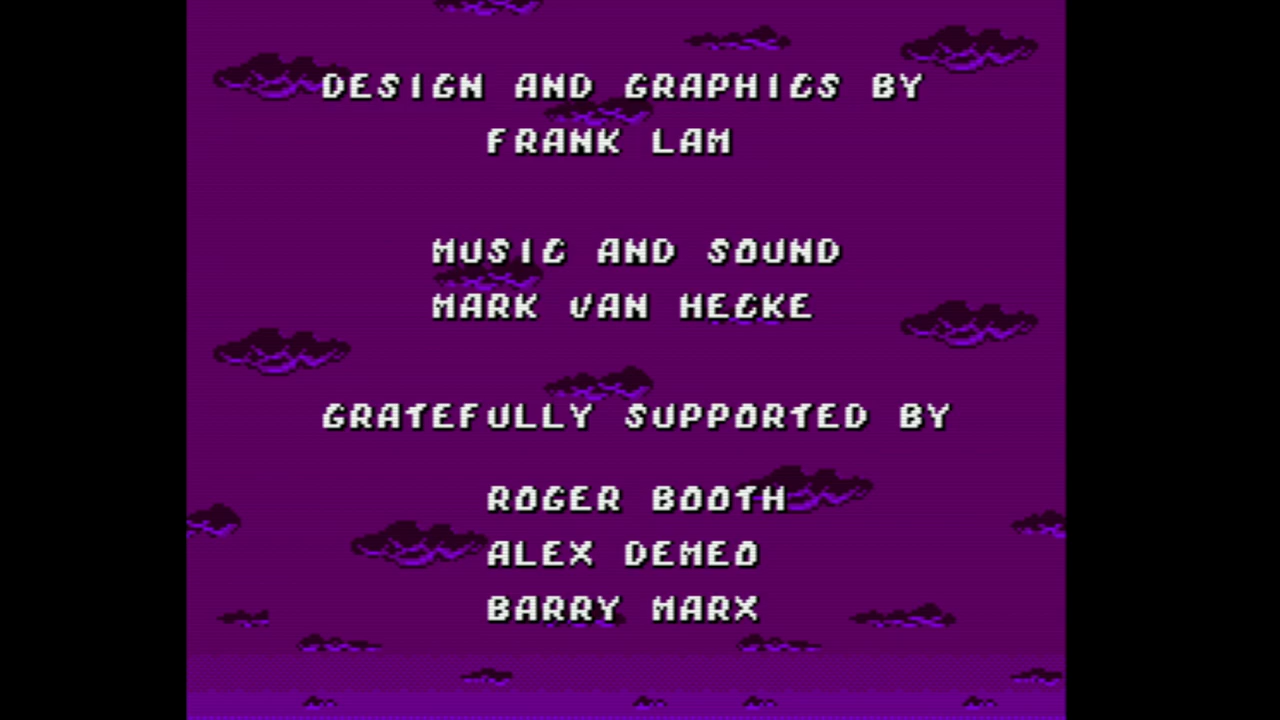 DESIGN AND GRAPHICS BY
FRANK LAM
MUSIC AND SOUND
MARK VAN HECKE
GRATEFULLY SUPPORTED BY
ROGER BOOTH
ALEX DEMEO
BARRY MARX